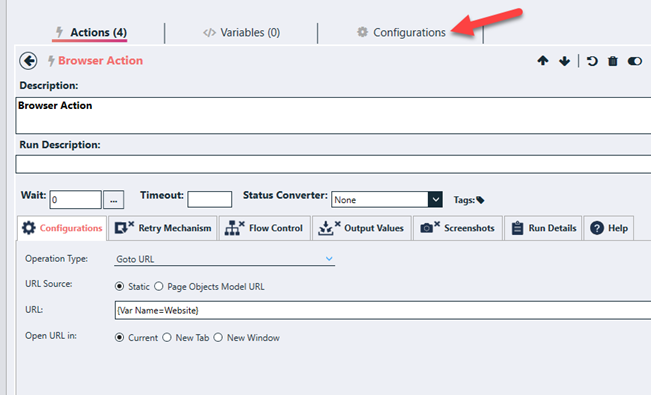 Actions (4) Variables (0) Configurations
Browser Action
Description:
Browser Action
Run Description:
Wait: 0 ... Timeout: Status Converter: None Tags:
Configurations Retry Mechanism Flow Control Output Values Screenshots Run Details Help
Operation Type: Goto URL
URL Source: Static Page Objects Model URL
URL: {Var Name=Website}
Open URL in: Current New Tab New Window